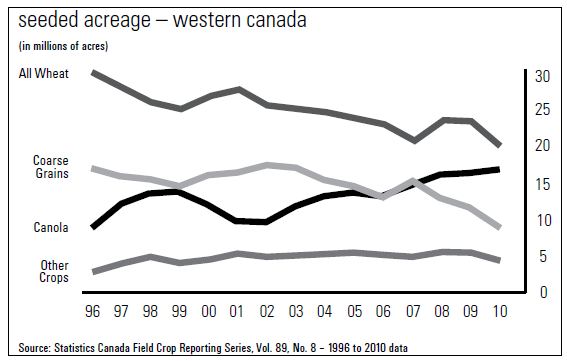 seeded acreage – western canada
(in millions of acres)
All Wheat
Coarse
Grains
Canola
Other
Crops
30
25
20
15
10
5
0
96 97 98 99 00 01 02 03 04 05 06 07 08 09 10
Source: Statistics Canada Field Crop Reporting Series, Vol. 89, No. 8 – 1996 to 2010 data